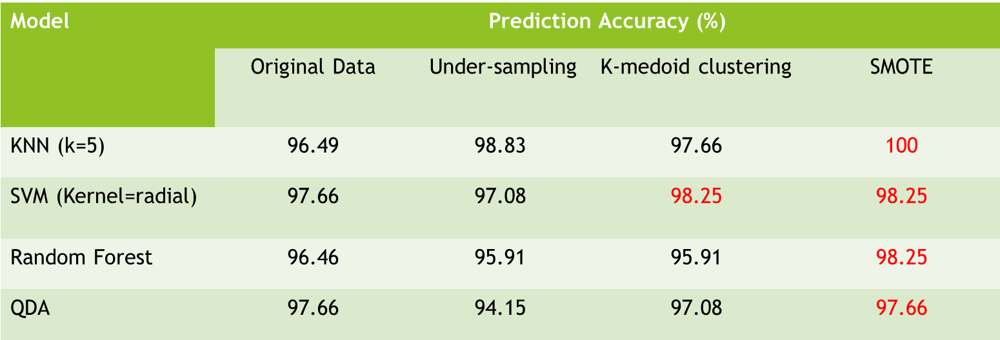 Model Prediction Accuracy (%)
Original Data Under-sampling K-medoid clustering SMOTE
KNN (k=5) 96.49 98.83 97.66 100
SVM (Kernel=radial) 97.66 97.08 98.25 98.25
Random Forest 96.46 95.91 95.91 98.25
QDA 97.66 94.15 97.08 97.66